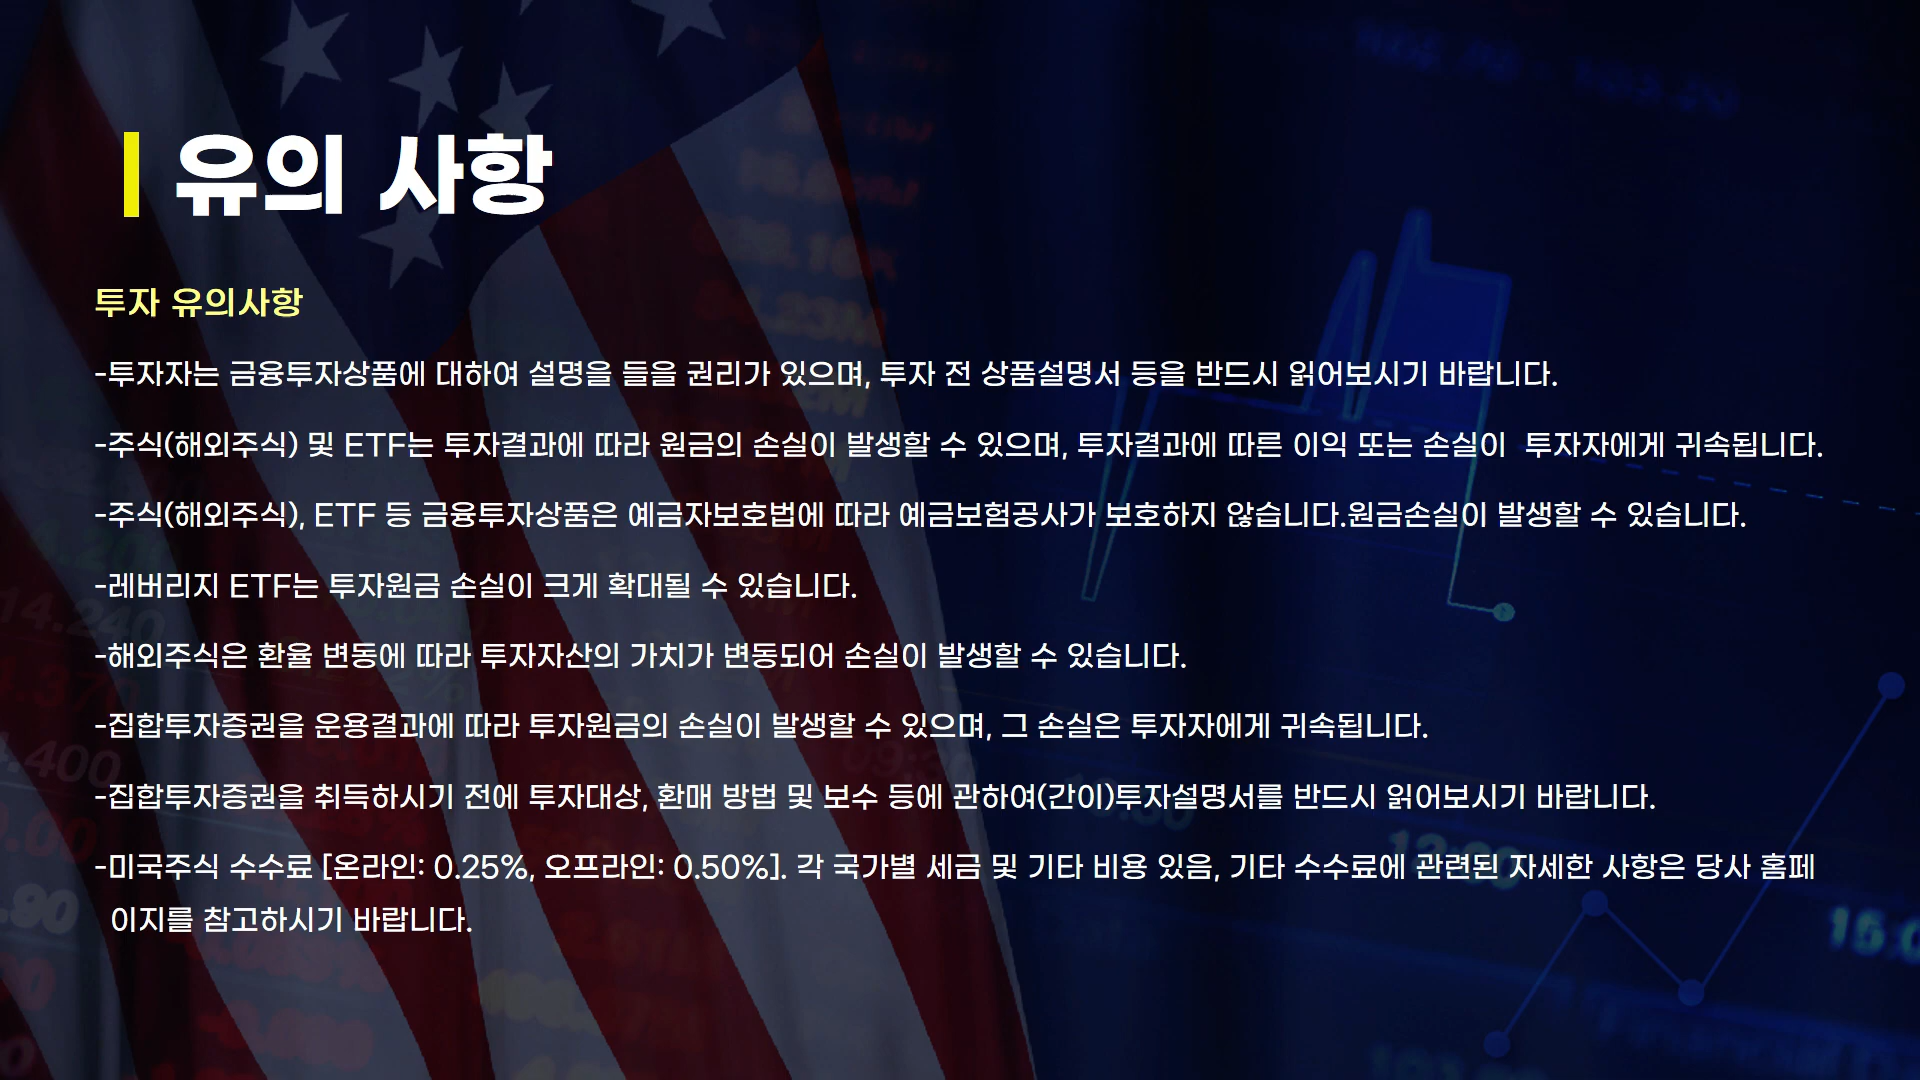 유의 사항
투자 유의사항
-투자자는 금융투자상품에 대하여 설명을 들을 권리가 있으며, 투자 전 상품설명서 등을 반드시 읽어보시기 바랍니다.
-주식(해외주식) 및 ETF는 투자결과에 따라 원금의 손실이 발생할 수 있으며, 투자결과에 따른 이익 또는 손실이  투자자에게 귀속됩니다.
-주식(해외주식), ETF 등 금융투자상품은 예금자보호법에 따라 예금보험공사가 보호하지 않습니다.원금손실이 발생할 수 있습니다.
-레버리지 ETF는 투자원금 손실이 크게 확대될 수 있습니다.
-해외주식은 환율 변동에 따라 투자자산의 가치가 변동되어 손실이 발생할 수 있습니다.
-집합투자증권을 운용결과에 따라 투자원금의 손실이 발생할 수 있으며, 그 손실은 투자자에게 귀속됩니다.
-집합투자증권을 취득하시기 전에 투자대상, 환매 방법 및 보수 등에 관하여(간이)투자설명서를 반드시 읽어보시기 바랍니다.
-미국주식 수수료 [온라인: 0.25%, 오프라인: 0.50%]. 각 국가별 세금 및 기타 비용 있음, 기타 수수료에 관련된 자세한 사항은 당사 홈페
이지를 참고하시기 바랍니다.
14.240
4.370
4.400
0.00
.90
09:30
10:30
12:00